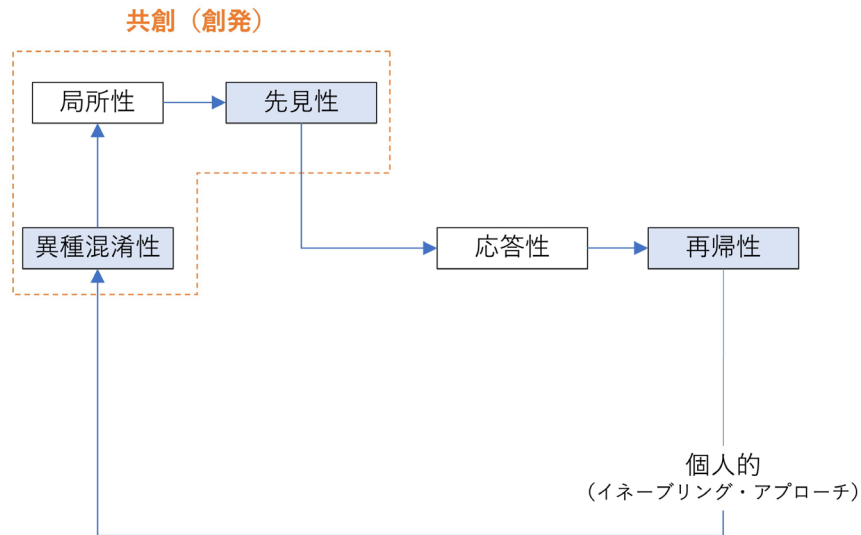 共創（創発）
局所性
先見性
異種混淆性
応答性
再帰性
個人的
（イネーブリング・アプローチ）